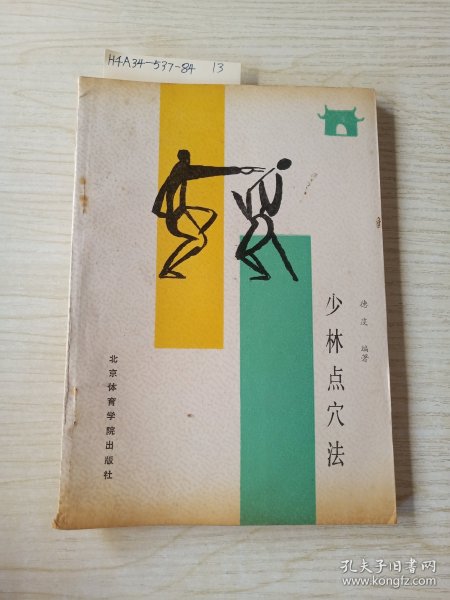 H4A34-537-84 13
少林点穴法
德虔 编著
北京体育学院出版社
孔夫子旧书网
www.kongfz.com